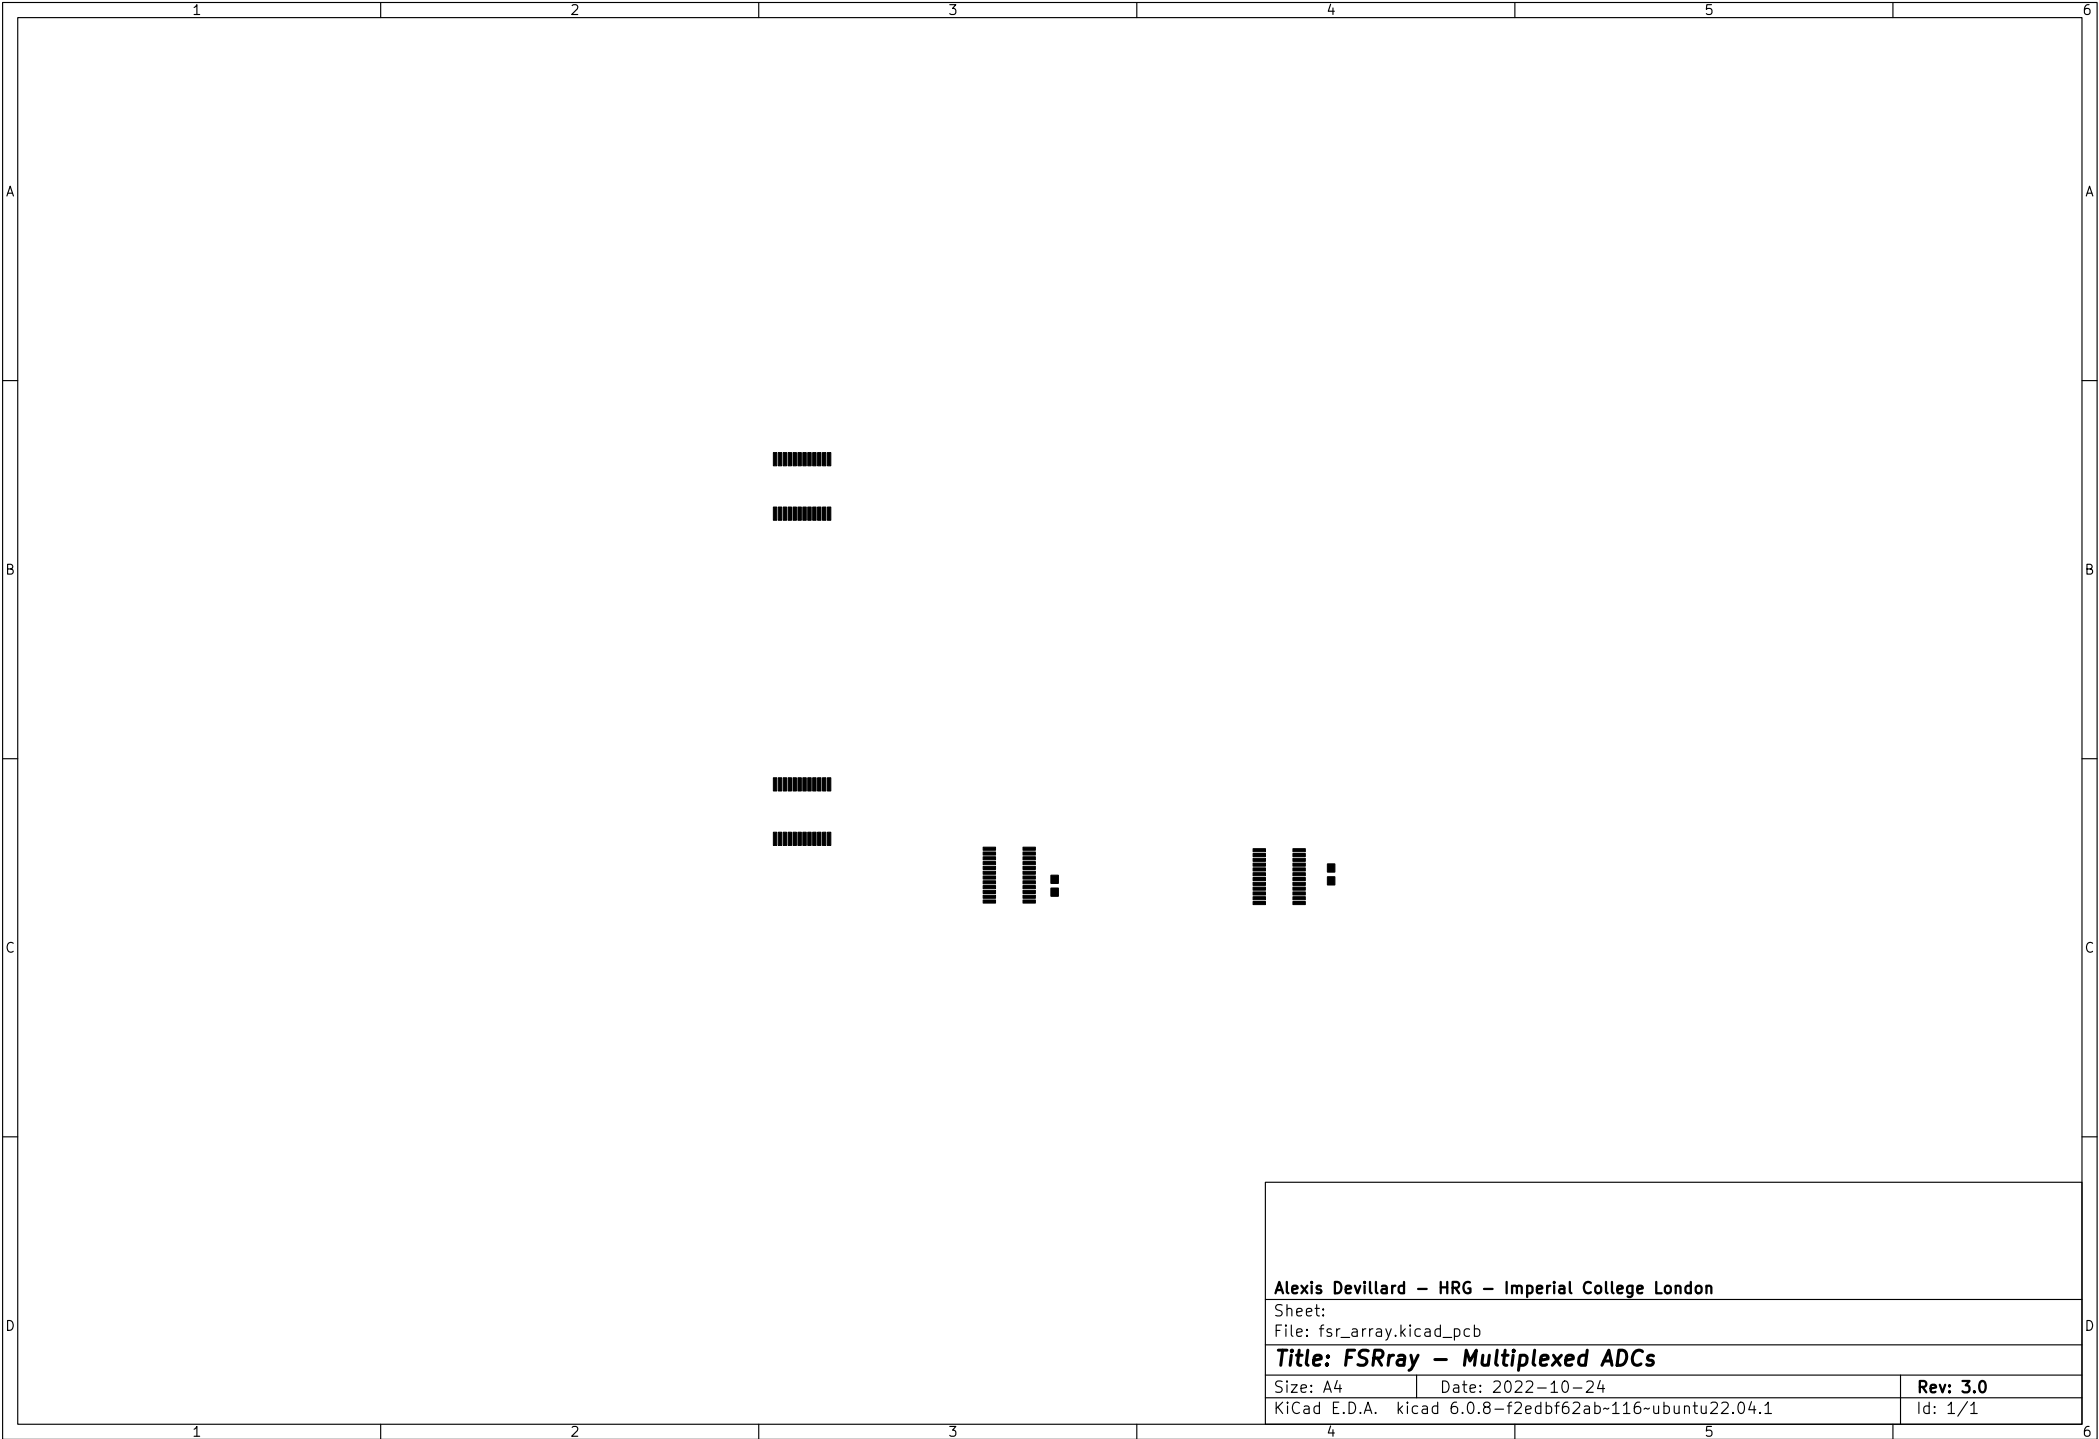 1 2 3 4 5 6
A A
B B
C C
D D
Alexis Devillard – HRG – Imperial College London
Sheet:
File: fsr_array.kicad_pcb
Title: FSRray – Multiplexed ADCs
Size: A4 Date: 2022–10–24 Rev: 3.0
KiCad E.D.A. kicad 6.0.8–f2edbf62ab~116~ubuntu22.04.1 Id: 1/1
1 2 3 4 5 6